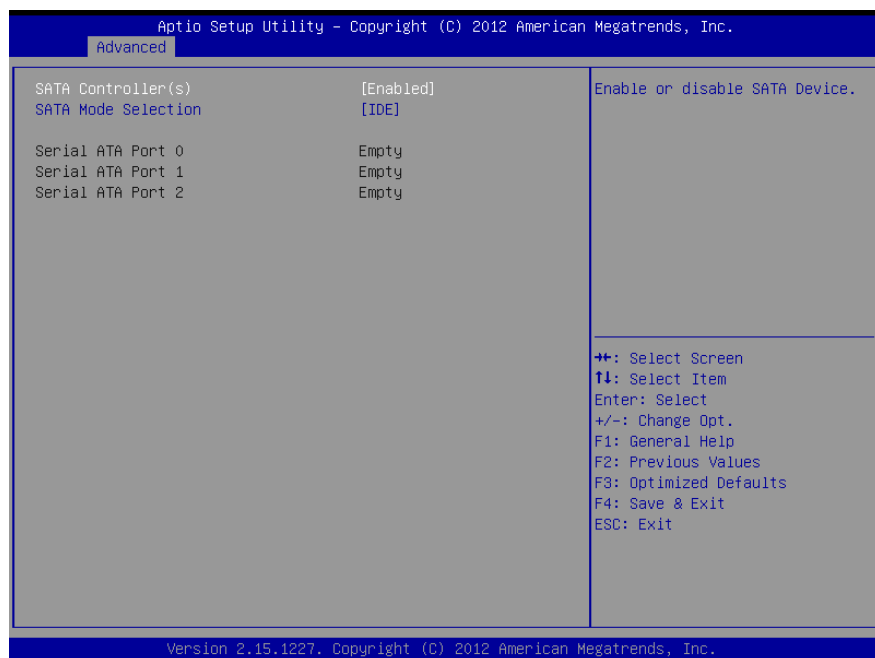 Aptio Setup Utility – Copyright (C) 2012 American Megatrends, Inc.
Advanced
SATA Controller(s) [Enabled]
SATA Mode Selection [IDE]
Serial ATA Port 0 Empty
Serial ATA Port 1 Empty
Serial ATA Port 2 Empty
Enable or disable SATA Device.
→←: Select Screen
↑↓: Select Item
Enter: Select
+/-: Change Opt.
F1: General Help
F2: Previous Values
F3: Optimized Defaults
F4: Save & Exit
ESC: Exit
Version 2.15.1227. Copyright (C) 2012 American Megatrends, Inc.